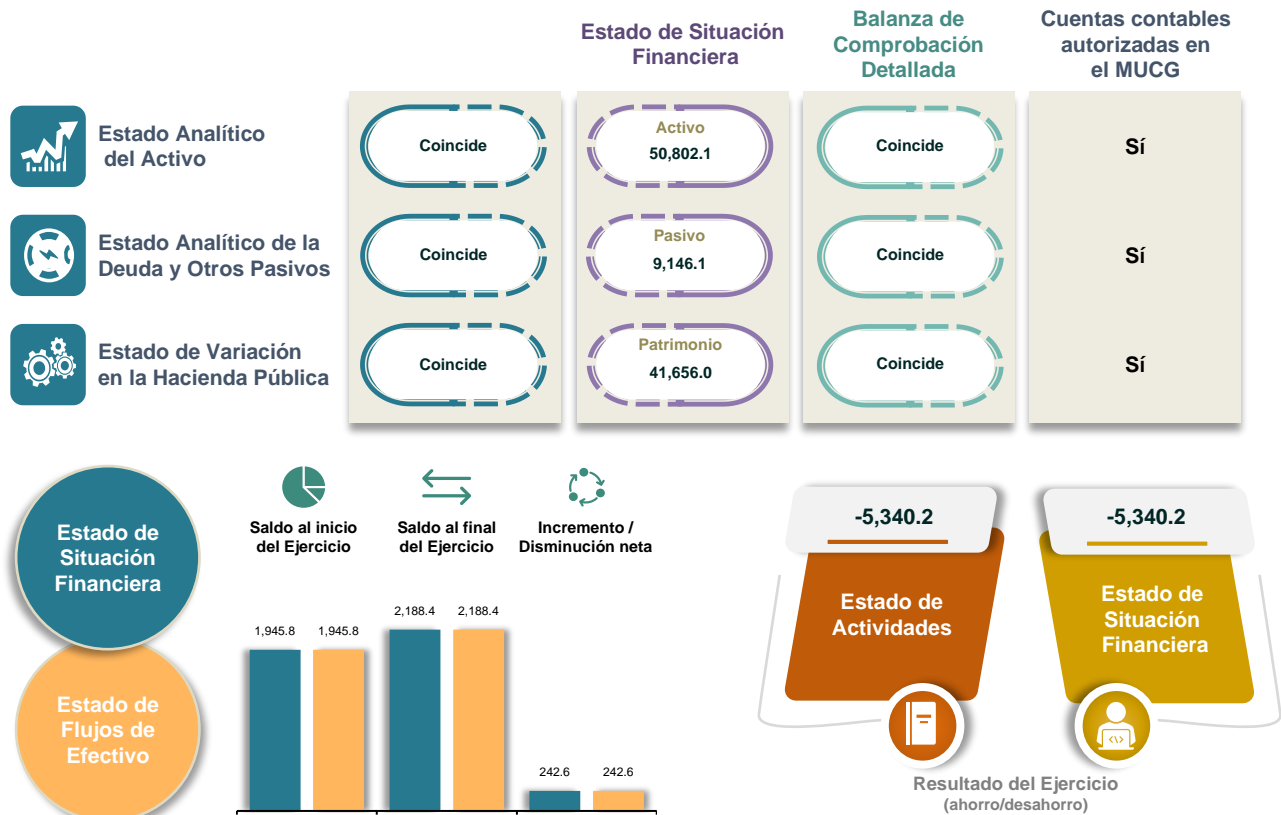 Estado de Situación
Financiera
Balanza de
Comprobación
Detallada
Cuentas contables
autorizadas en
el MUCG
Estado Analítico
del Activo
Coincide
Activo
50,802.1
Coincide
Sí
Estado Analítico de la
Deuda y Otros Pasivos
Coincide
Pasivo
9,146.1
Coincide
Sí
Estado de Variación
en la Hacienda Pública
Coincide
Patrimonio
41,656.0
Coincide
Sí
Estado de
Situación
Financiera
Estado de
Flujos de
Efectivo
Saldo al inicio
del Ejercicio
Saldo al final
del Ejercicio
Incremento /
Disminución neta
1,945.8
1,945.8
2,188.4
2,188.4
242.6
242.6
-5,340.2
Estado de
Actividades
-5,340.2
Estado de
Situación
Financiera
Resultado del Ejercicio
(ahorro/desahorro)